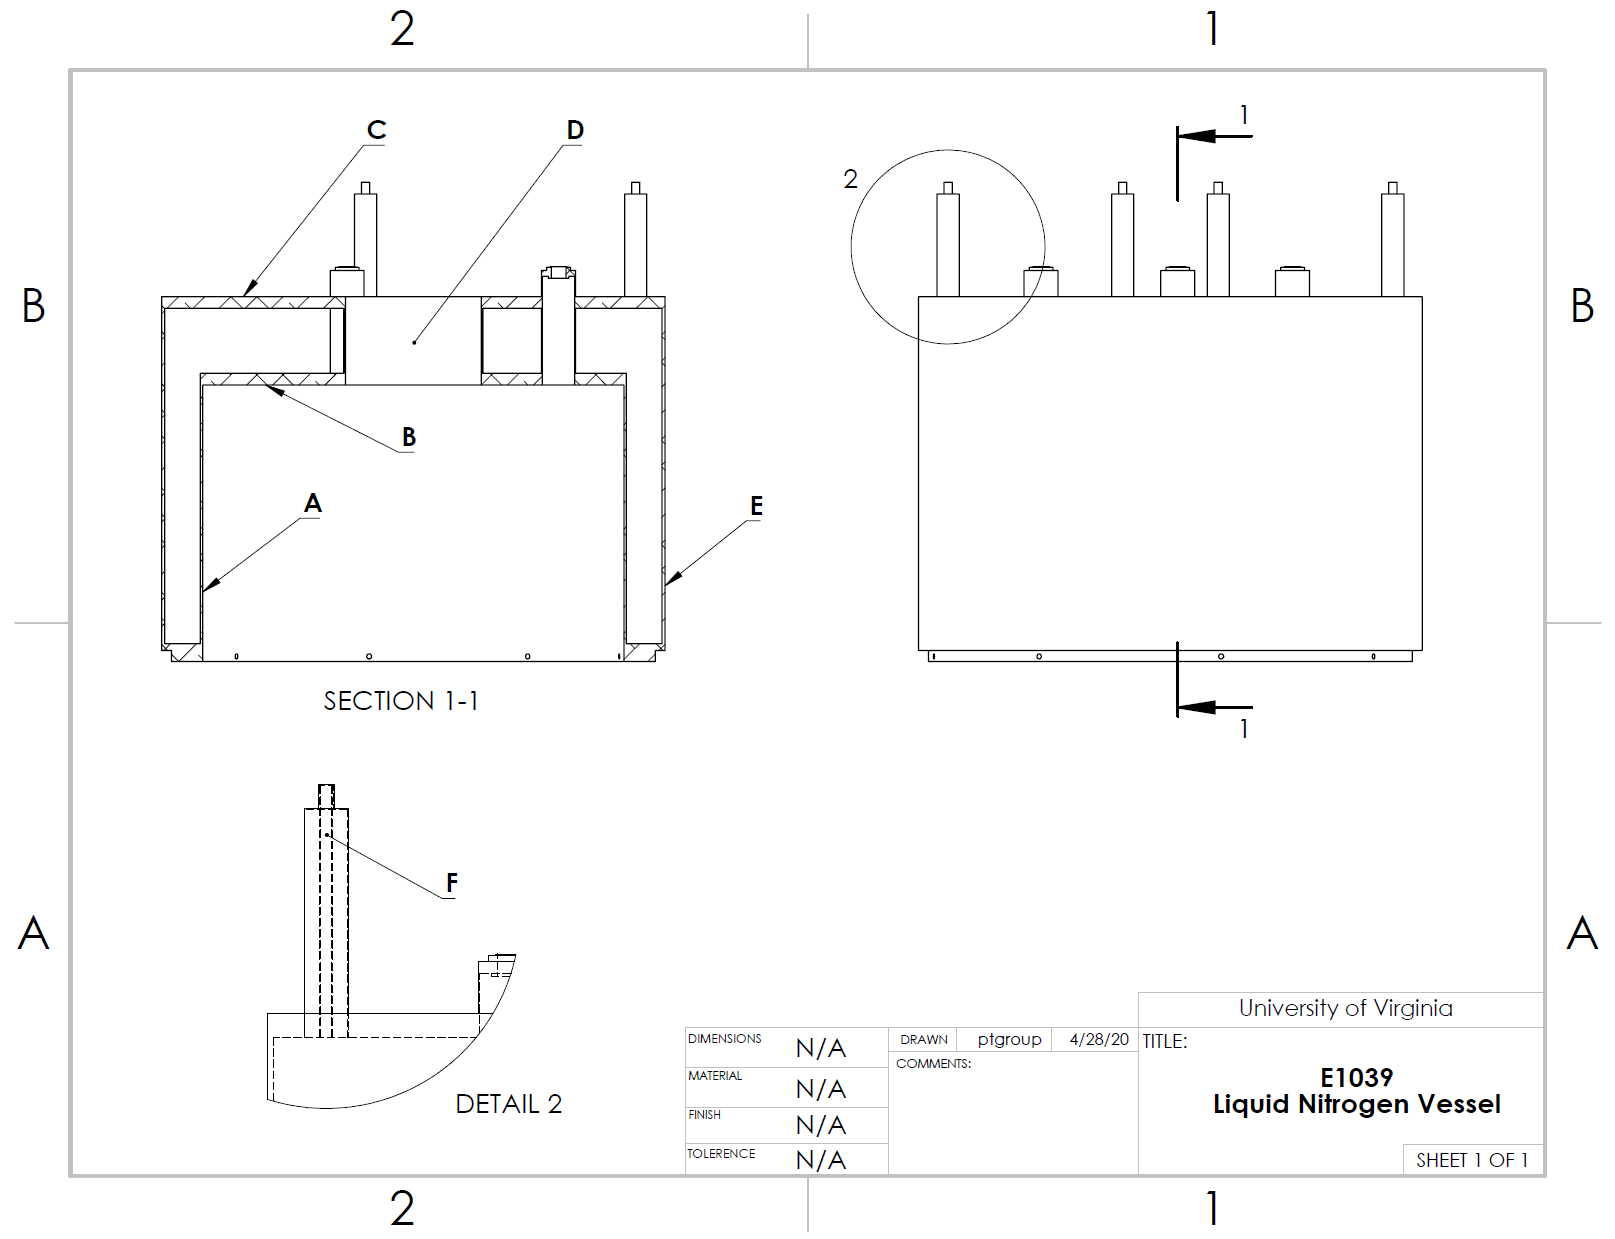 2
1
C
D
1
2
B
B
B
A
E
SECTION 1-1
1
F
A
A
DETAIL 2
DIMENSIONS N/A
MATERIAL N/A
FINISH N/A
TOLERENCE N/A
DRAWN ptgroup 4/28/20
COMMENTS:
University of Virginia
TITLE:
E1039
Liquid Nitrogen Vessel
SHEET 1 OF 1
2
1